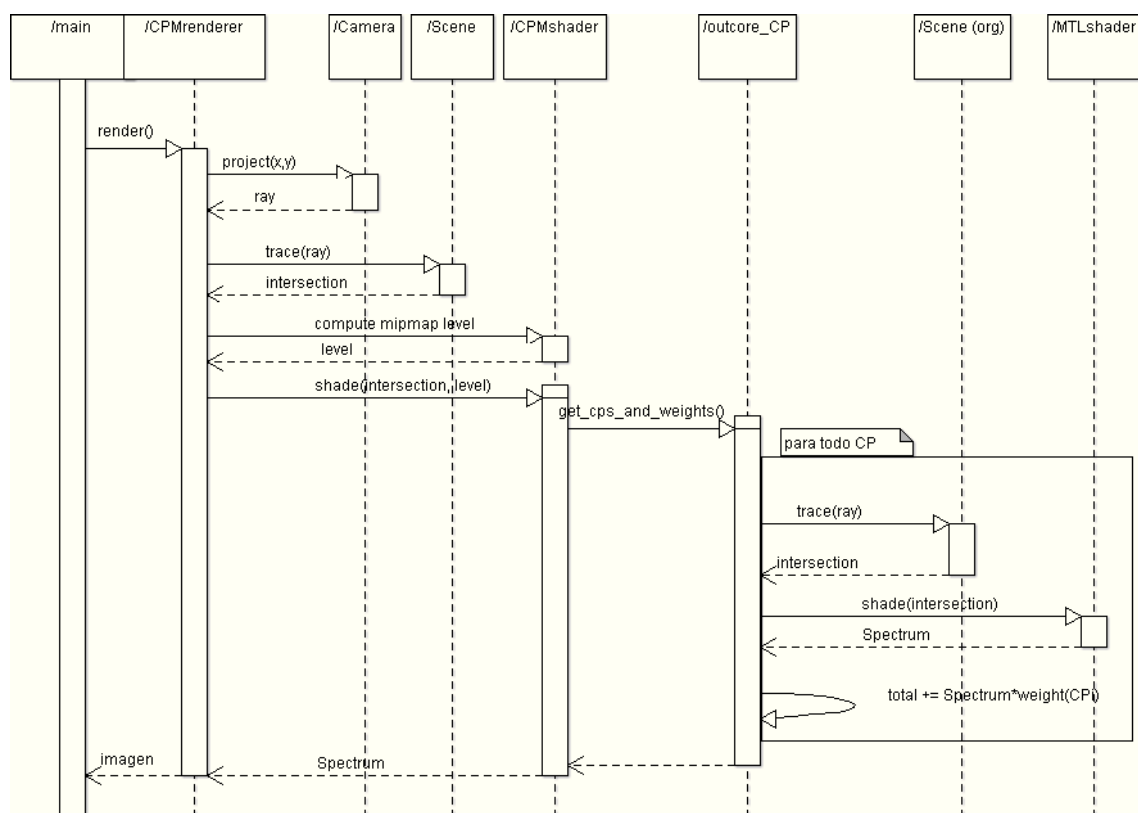 /main
/CPMrenderer
/Camera
/Scene
/CPMshader
/outcore_CP
/Scene (org)
/MTLshader
render()
project(x,y)
ray
trace(ray)
intersection
compute mipmap level
level
shade(intersection, level)
get_cps_and_weights()
para todo CP
trace(ray)
intersection
shade(intersection)
Spectrum
total += Spectrum*weight(CPi)
imagen
Spectrum